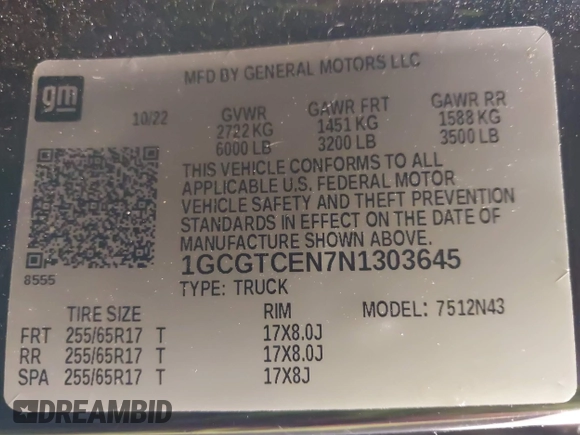 gm
MFD BY GENERAL MOTORS LLC
10/22 GVWR GAWR FRT GAWR RR
2722 KG 1451 KG 1588 KG
6000 LB 3200 LB 3500 LB
THIS VEHICLE CONFORMS TO ALL
APPLICABLE U.S. FEDERAL MOTOR
VEHICLE SAFETY AND THEFT PREVENTION
STANDARDS IN EFFECT ON THE DATE OF
MANUFACTURE SHOWN ABOVE.
8555
1GCGTCEN7N1303645
TYPE: TRUCK
TIRE SIZE RIM MODEL: 7512N43
FRT 255/65R17 T 17X8.0J
RR 255/65R17 T 17X8.0J
SPA 255/65R17 T 17X8J
DREAMBID